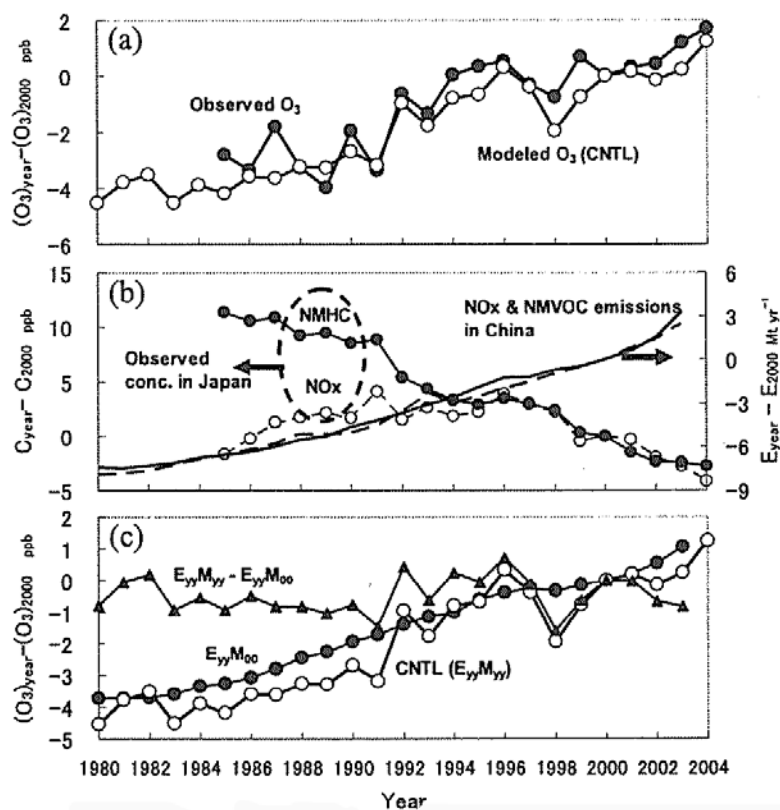 (a)
2
0
−2
−4
−6
(O₃)year−(O₃)2000 ppb
Observed O₃
Modeled O₃ (CNTL)
(b)
15
10
5
0
−5
Cyear − C2000 ppb
NMHC
NOx
Observed
conc. in Japan
NOx & NMVOC emissions
in China
6
3
0
−3
−6
−9
Eyear − E2000 Mt yr⁻¹
(c)
2
1
0
−1
−2
−3
−4
−5
(O₃)year−(O₃)2000 ppb
EyyMyy - EyyM00
EyyM00
CNTL (EyyMyy)
1980 1982 1984 1986 1988 1990 1992 1994 1996 1998 2000 2002 2004
Year